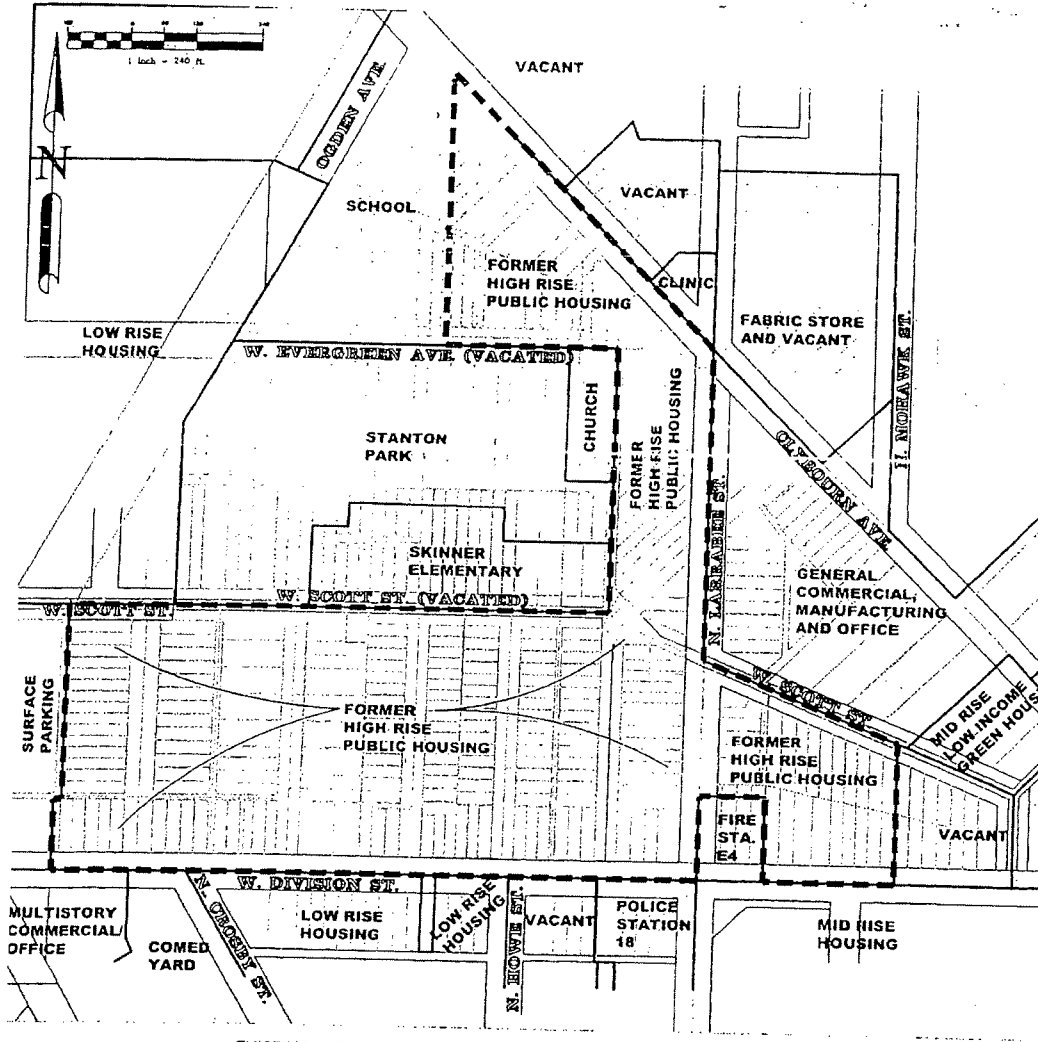 1 inch = 240 ft.
N
OGDEN AVE.
VACANT
VACANT
SCHOOL
FORMER
HIGH RISE
PUBLIC HOUSING
CLINIC
FABRIC STORE
AND VACANT
N. MOHAWK ST.
LOW RISE
HOUSING
W. EVERGREEN AVE. (VACATED)
CHURCH
FORMER
HIGH RISE
PUBLIC HOUSING
STANTON
PARK
CLYBOURN AVE.
N. LARRABEE ST.
SKINNER
ELEMENTARY
GENERAL
COMMERCIAL,
MANUFACTURING
AND OFFICE
W. SCOTT ST.
W. SCOTT ST. (VACATED)
W. SCOTT ST.
SURFACE
PARKING
FORMER
HIGH RISE
PUBLIC HOUSING
FORMER
HIGH RISE
PUBLIC HOUSING
MID RISE
LOW INCOME
GREEN HOUS
FIRE
STA.
E4
VACANT
W. DIVISION ST.
MULTISTORY
COMMERCIAL/
OFFICE
COMED
YARD
N. CROSBY ST.
LOW RISE
HOUSING
LOW RISE
HOUSING
N. HOWE ST.
VACANT
POLICE
STATION
18
MID RISE
HOUSING